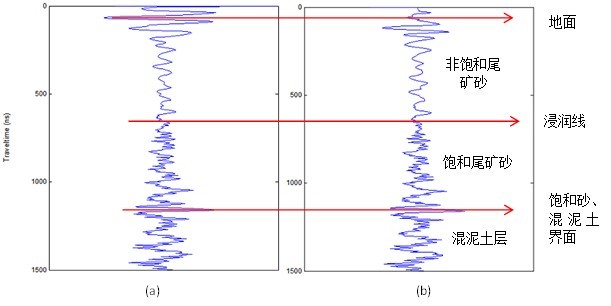 0
500
1000
1500
Traveltime (ns)
(a)
0
500
1000
1500
(b)
地面
非饱和尾
矿砂
浸润线
饱和尾矿砂
饱和砂、
混 泥 土
界面
混泥土层